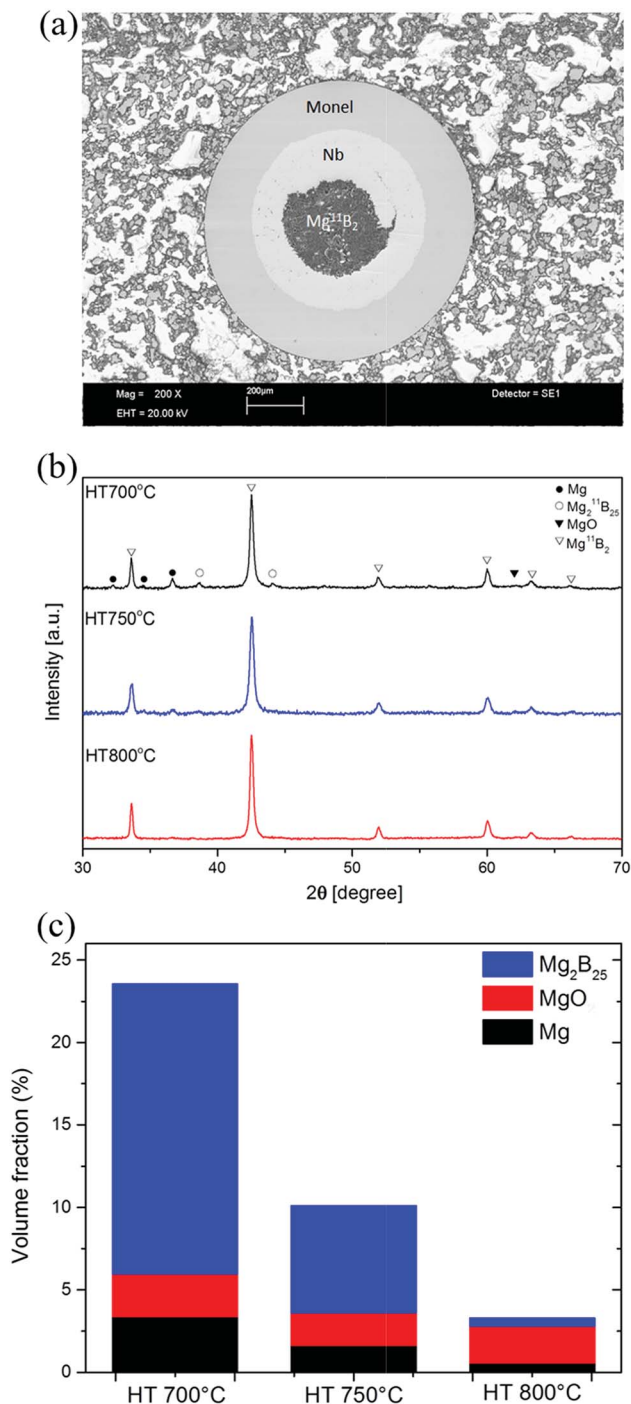 (a)
Monel
Nb
Mg¹¹B₂
Mag = 200 X
200µm
Detector = SE1
EHT = 20.00 kV
(b)
HT700°C
Mg
Mg₂¹¹B₂₅
MgO
Mg¹¹B₂
HT750°C
HT800°C
Intensity [a.u.]
30 40 50 60 70
2θ [degree]
(c)
Mg₂B₂₅
MgO
Mg
Volume fraction (%)
25
20
15
10
5
0
HT 700°C HT 750°C HT 800°C